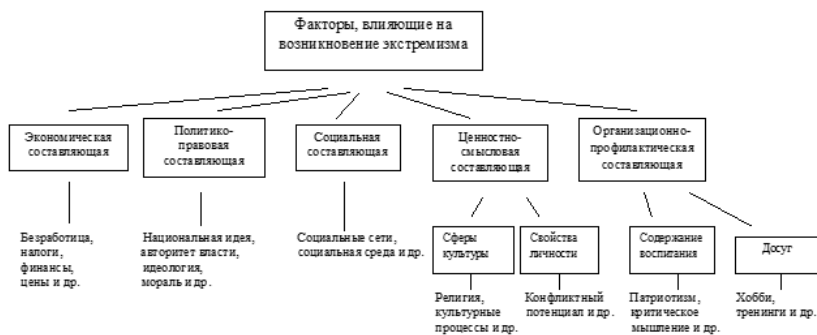 Факторы, влияющие на
возникновение экстремизма
Экономическая
составляющая
Политико-
правовая
составляющая
Социальная
составляющая
Ценностно-
смысловая
составляющая
Организационно-
профилактическая
составляющая
Безработица,
налоги,
финансы,
цены и др.
Национальная идея,
авторитет власти,
идеология,
мораль и др.
Социальные сети,
социальная среда и др.
Сферы
культуры
Свойства
личности
Содержание
воспитания
Досуг
Религия,
культурные
процессы и др.
Конфликтный
потенциал и др.
Патриотизм,
критическое
мышление и др.
Хобби,
тренинги и др.